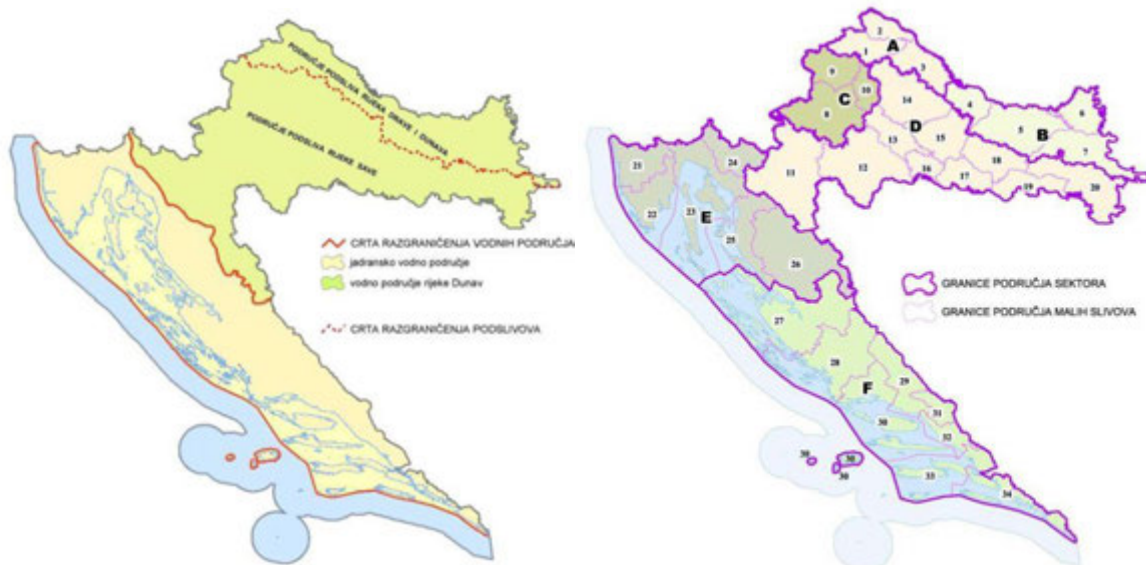 PODRUČJE PODSLIVA RIJEKA DRAVE I DUNAVA
PODRUČJE PODSLIVA RIJEKE SAVE
CRTA RAZGRANIČENJA VODNIH PODRUČJA
jadransko vodno područje
vodno područje rijeke Dunav
CRTA RAZGRANIČENJA PODSLIVOVA
2
A
1
3
9
10
C
8
14
4
6
D
5
B
13
15
7
11
12
16
17
18
19
20
21
24
22
23
E
25
26
GRANICE PODRUČJA SEKTORA
GRANICE PODRUČJA MALIH SLIVOVA
27
28
29
F
30
31
32
30
30
30
33
34